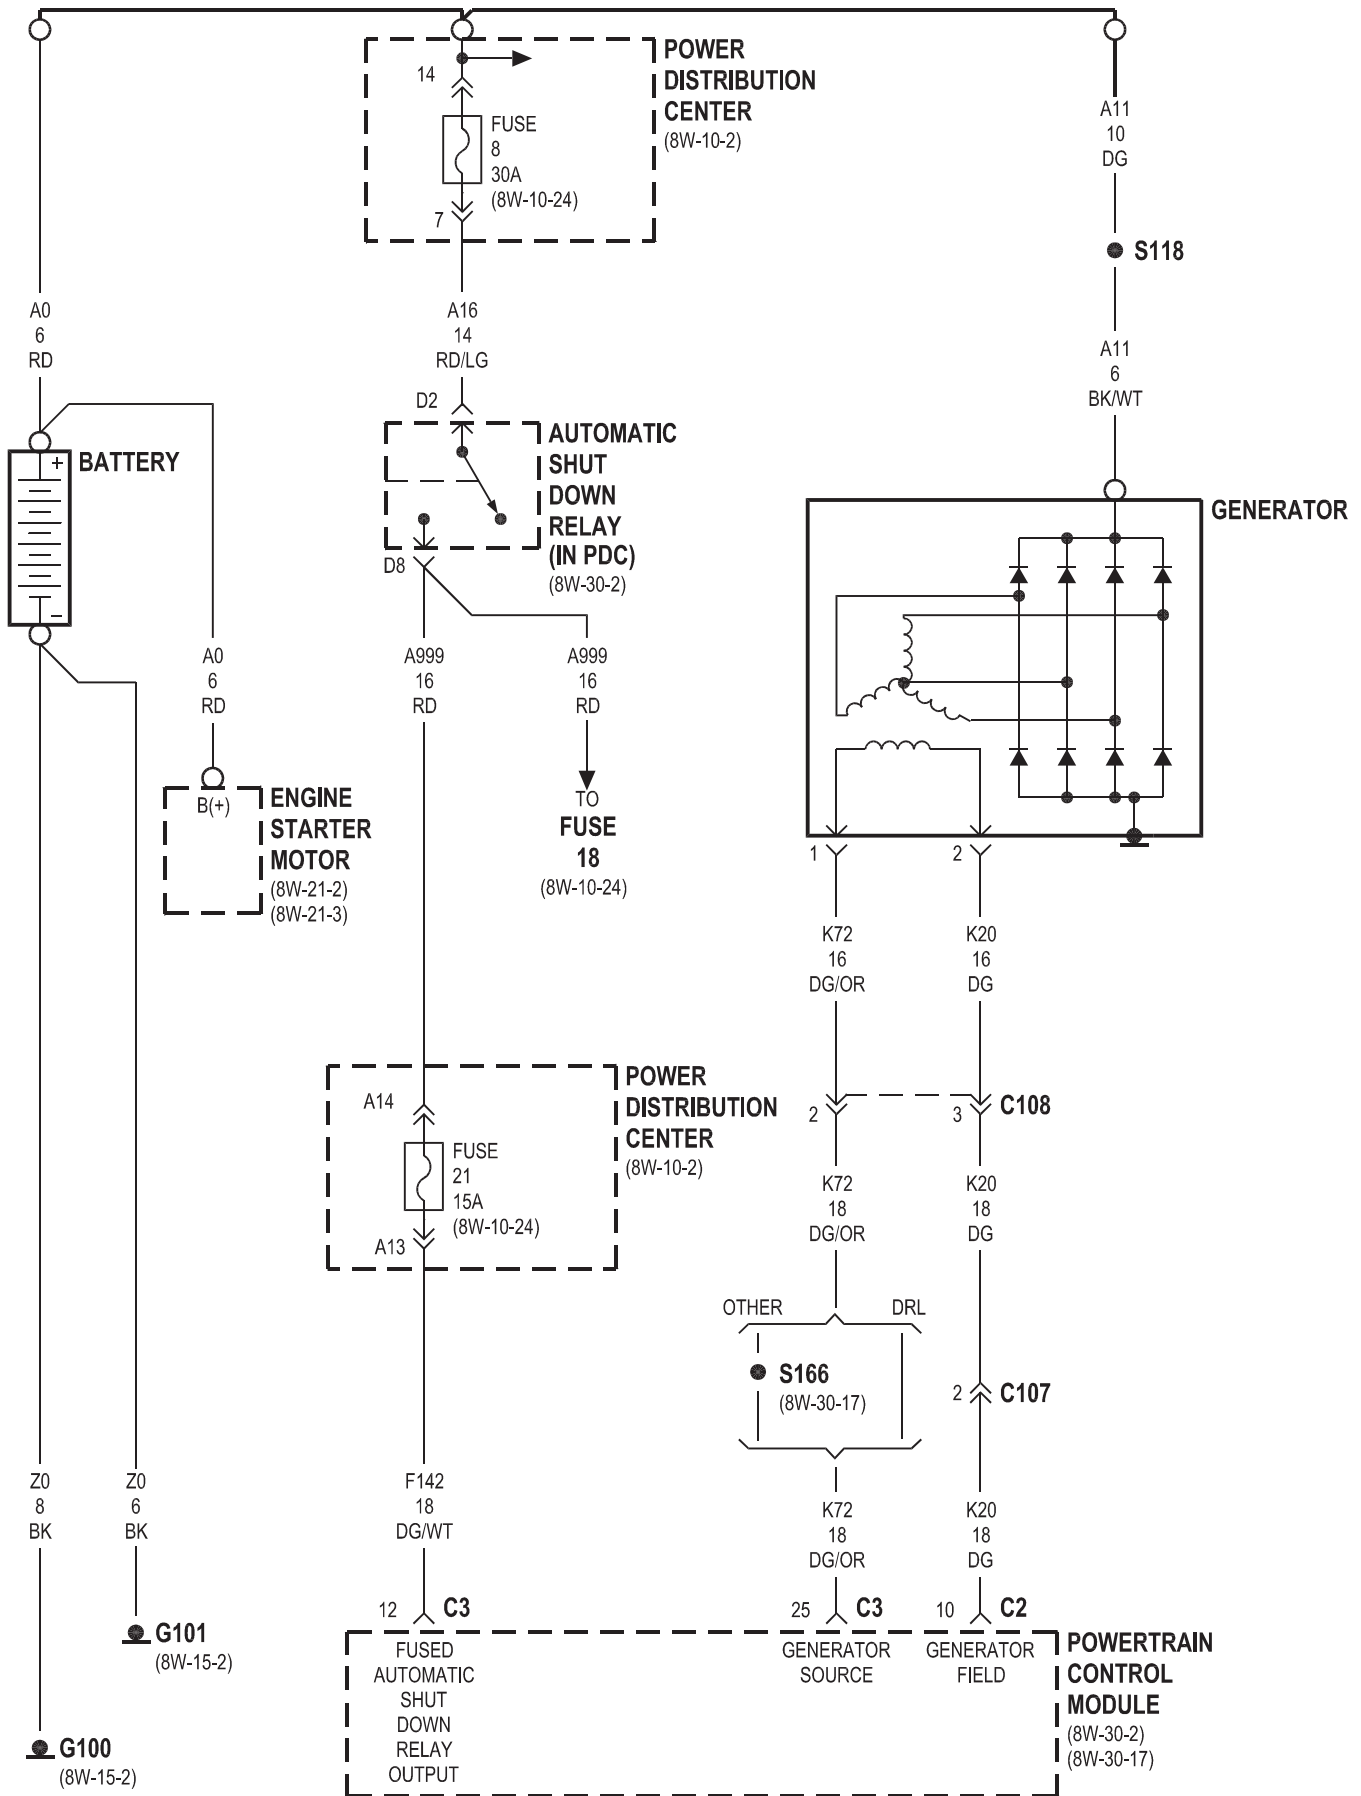 POWER
DISTRIBUTION
CENTER
(8W-10-2)
14
FUSE
8
30A
(8W-10-24)
7
A11
10
DG
S118
A0
6
RD
A16
14
RD/LG
A11
6
BK/WT
D2
BATTERY
+
–
AUTOMATIC
SHUT
DOWN
RELAY
(IN PDC)
(8W-30-2)
D8
GENERATOR
A0
6
RD
A999
16
RD
A999
16
RD
B(+)
ENGINE
STARTER
MOTOR
(8W-21-2)
(8W-21-3)
TO
FUSE
18
(8W-10-24)
1
2
K72
16
DG/OR
K20
16
DG
POWER
DISTRIBUTION
CENTER
(8W-10-2)
A14
FUSE
21
15A
(8W-10-24)
A13
2
3
C108
K72
18
DG/OR
K20
18
DG
OTHER
DRL
S166
(8W-30-17)
2
C107
Z0
8
BK
Z0
6
BK
F142
18
DG/WT
K72
18
DG/OR
K20
18
DG
12
C3
25
C3
10
C2
G101
(8W-15-2)
G100
(8W-15-2)
FUSED
AUTOMATIC
SHUT
DOWN
RELAY
OUTPUT
GENERATOR
SOURCE
GENERATOR
FIELD
POWERTRAIN
CONTROL
MODULE
(8W-30-2)
(8W-30-17)